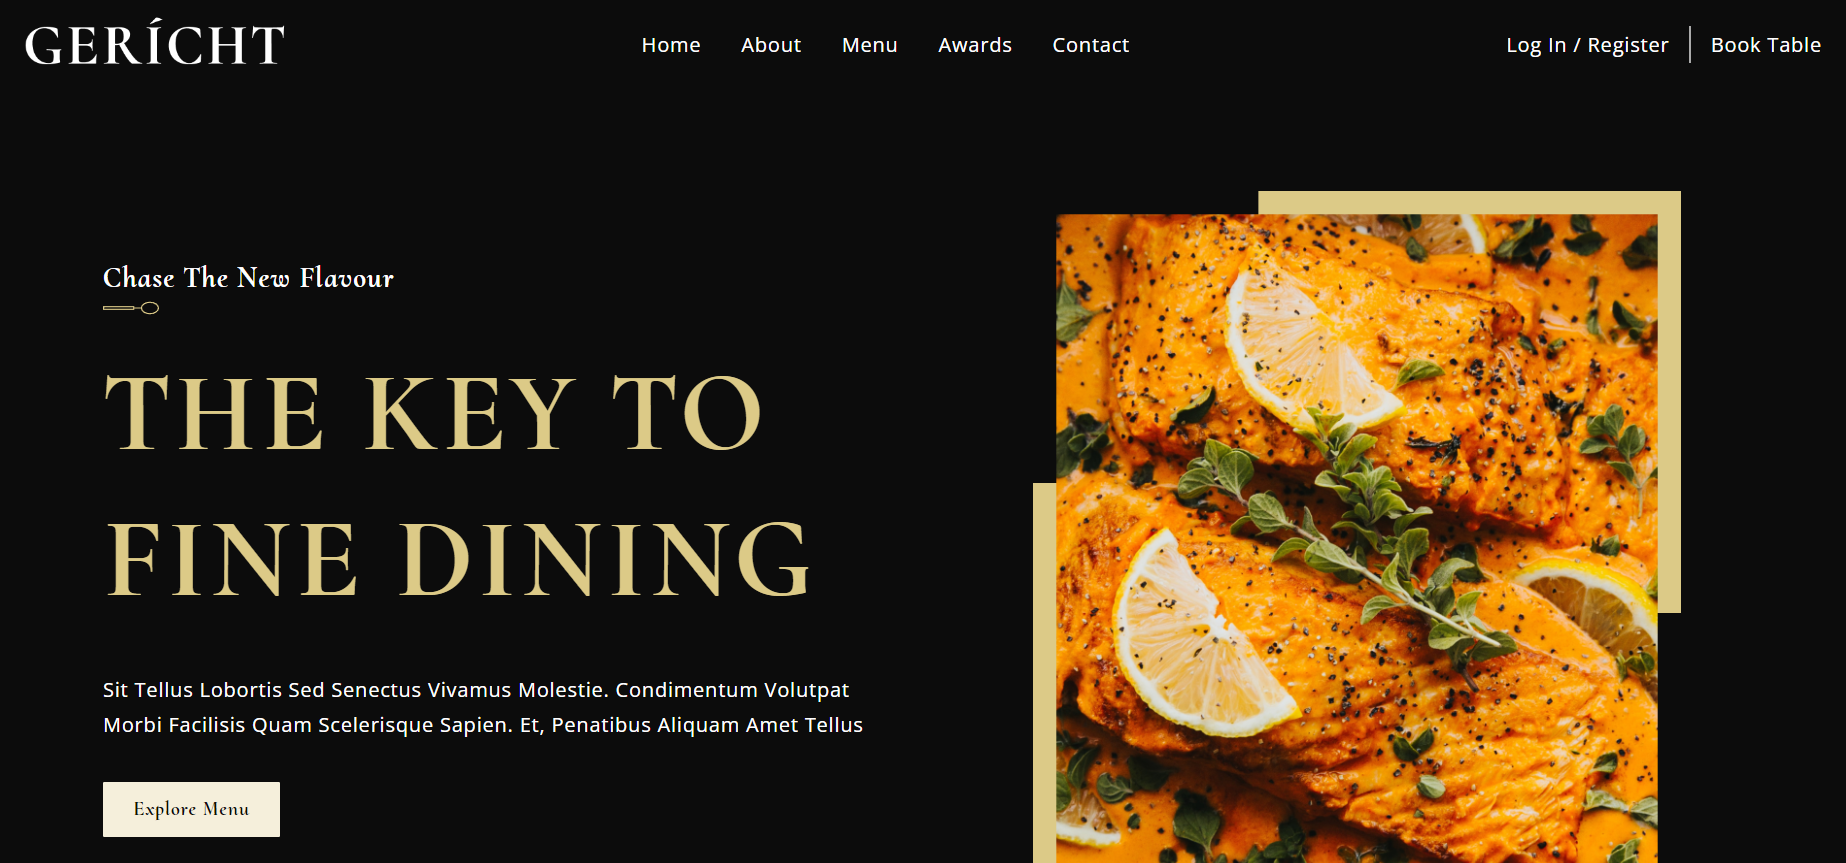 GERÍCHT
Home About Menu Awards Contact
Log In / Register Book Table
Chase The New Flavour
THE KEY TO
FINE DINING
Sit Tellus Lobortis Sed Senectus Vivamus Molestie. Condimentum Volutpat
Morbi Facilisis Quam Scelerisque Sapien. Et, Penatibus Aliquam Amet Tellus
Explore Menu